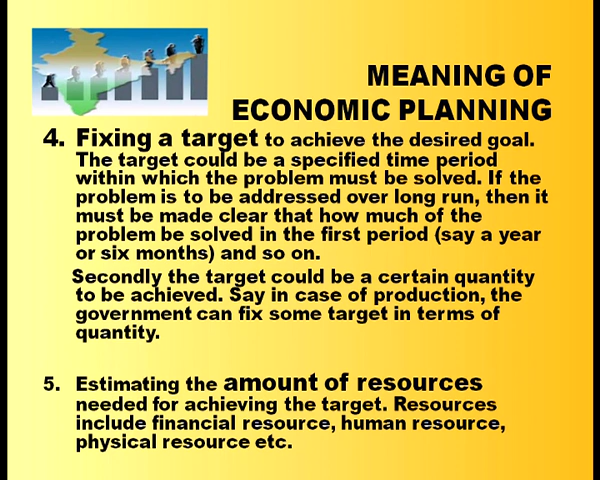 MEANING OF
ECONOMIC PLANNING
4. Fixing a target to achieve the desired goal.
The target could be a specified time period
within which the problem must be solved. If the
problem is to be addressed over long run, then it
must be made clear that how much of the
problem be solved in the first period (say a year
or six months) and so on.
Secondly the target could be a certain quantity
to be achieved. Say in case of production, the
government can fix some target in terms of
quantity.
5. Estimating the amount of resources
needed for achieving the target. Resources
include financial resource, human resource,
physical resource etc.